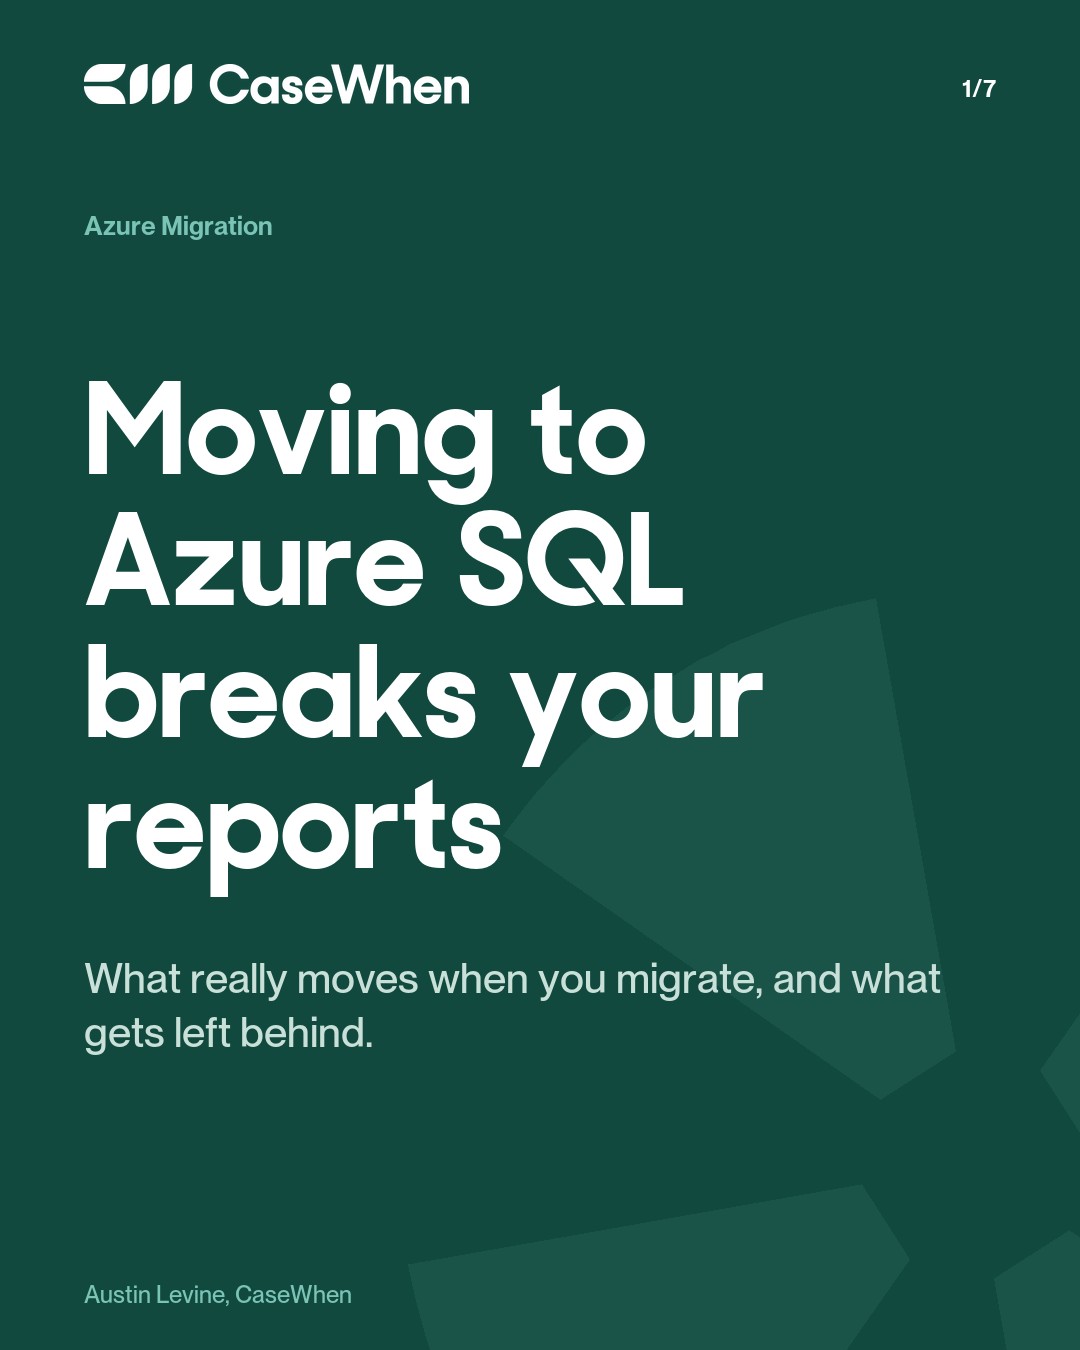 CaseWhen
1/7
Azure Migration
Moving to
Azure SQL
breaks your
reports
What really moves when you migrate, and what
gets left behind.
Austin Levine, CaseWhen